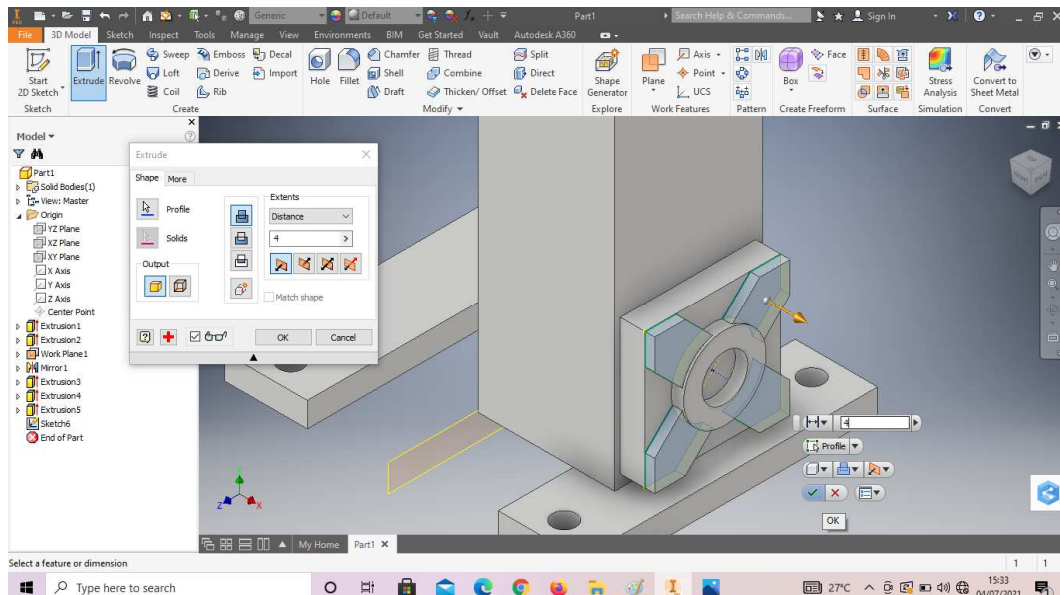 I PRO Generic Default Part1 Search Help & Commands... Sign In
File 3D Model Sketch Inspect Tools Manage View Environments BIM Get Started Vault Autodesk A360
Start 2D Sketch
Extrude Revolve
Sweep Emboss Decal
Loft Derive Import
Coil Rib
Hole Fillet
Chamfer Thread Split
Shell Combine Direct
Draft Thicken/ Offset Delete Face
Shape Generator
Plane
Axis
Point
UCS
Box
Face
Stress Analysis
Convert to Sheet Metal
Sketch Create Modify Explore Work Features Pattern Create Freeform Surface Simulation Convert
Model
Part1
Solid Bodies(1)
View: Master
Origin
YZ Plane
XZ Plane
XY Plane
X Axis
Y Axis
Z Axis
Center Point
Extrusion1
Extrusion2
Work Plane1
Mirror1
Extrusion3
Extrusion4
Extrusion5
Sketch6
End of Part
Extrude
Shape More
Profile
Solids
Output
Extents
Distance
4
Match shape
OK Cancel
4
Profile
OK
Z X
My Home Part1
Select a feature or dimension 1 1
Type here to search
27°C 15:33
04/07/2021